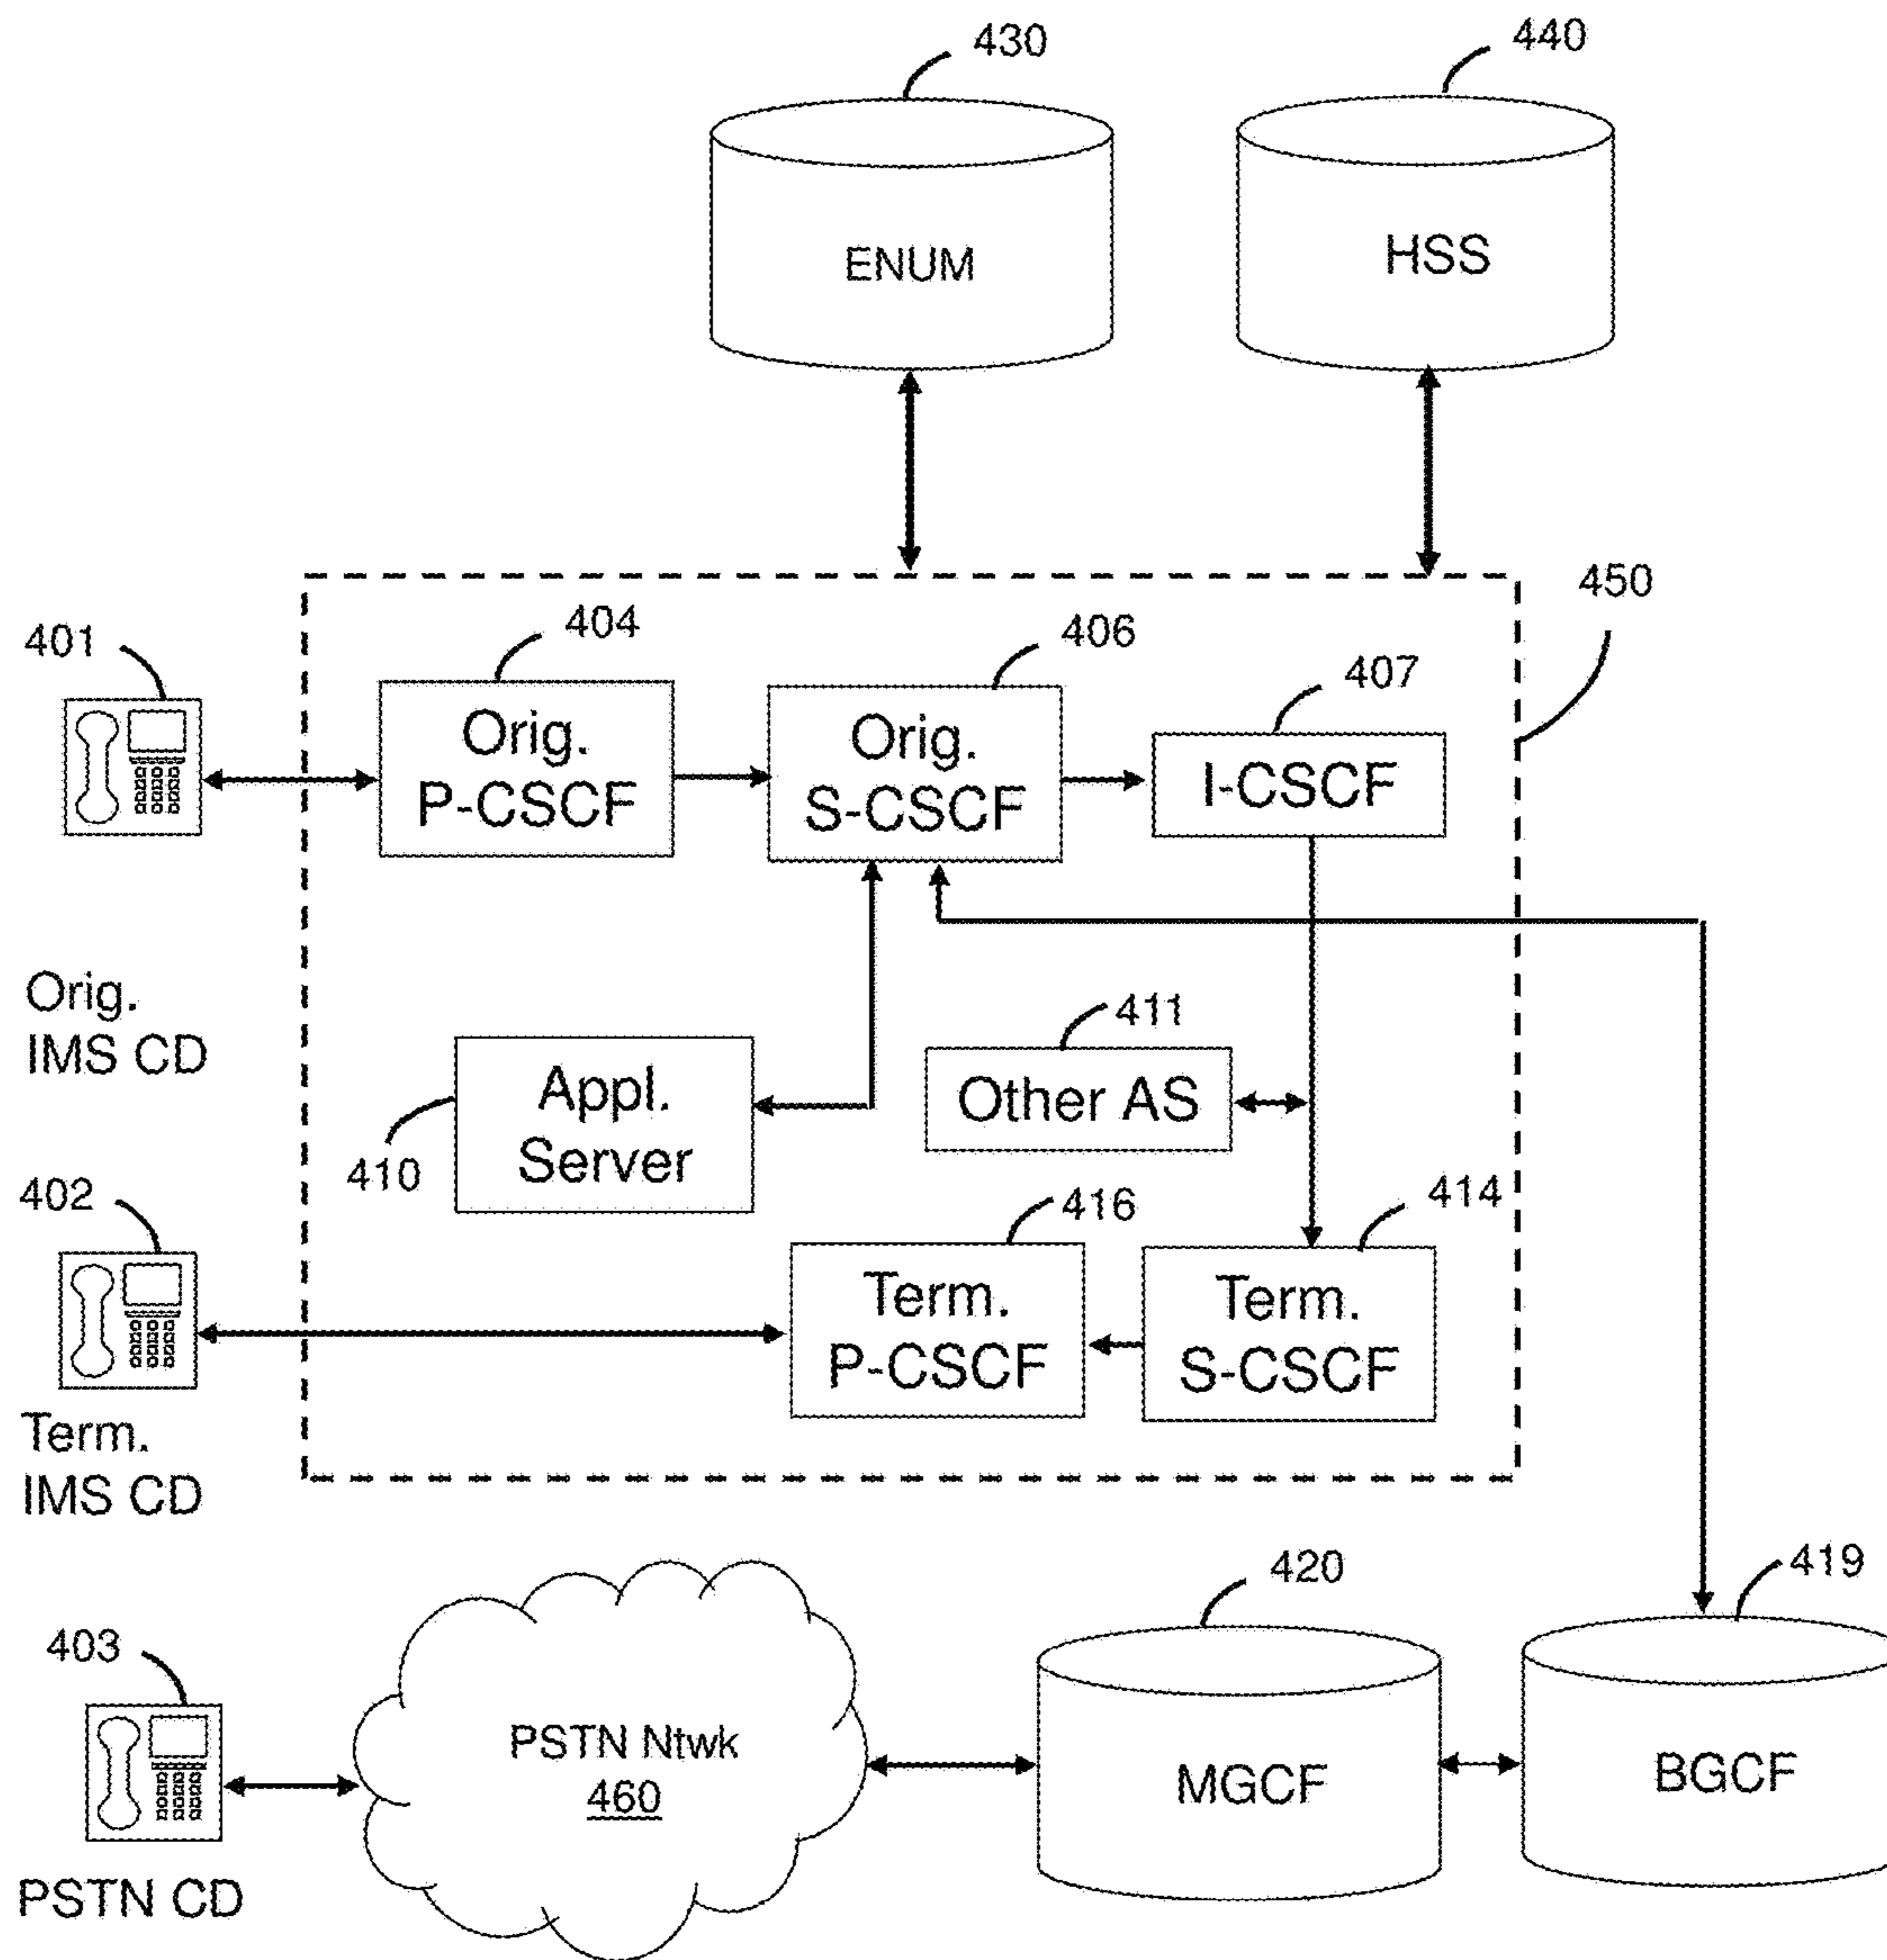 430
440
ENUM
HSS
450
401
404
406
407
Orig.
P-CSCF
Orig.
S-CSCF
I-CSCF
Orig.
IMS CD
411
Appl.
Server
Other AS
410
402
416
414
Term.
P-CSCF
Term.
S-CSCF
Term.
IMS CD
420
419
403
PSTN Ntwk
460
MGCF
BGCF
PSTN CD